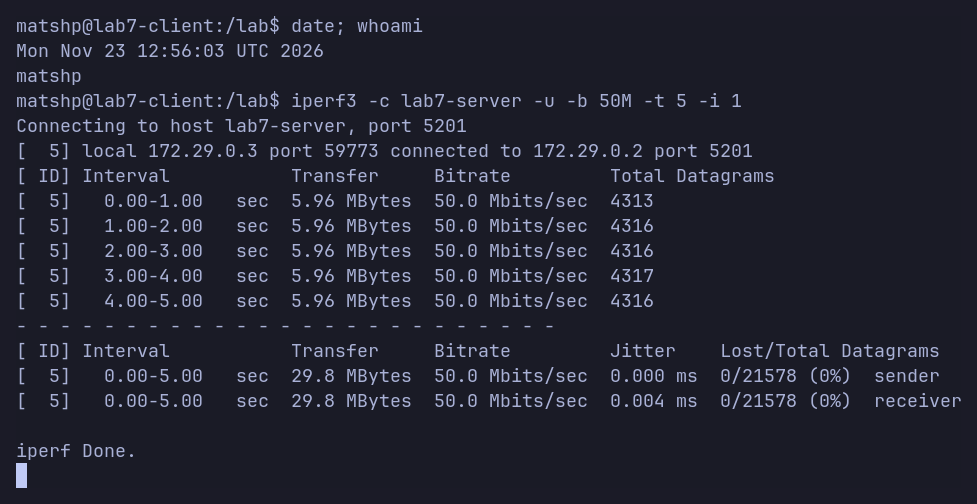 matshp@lab7-client:/lab$ date; whoami
Mon Nov 23 12:56:03 UTC 2026
matshp
matshp@lab7-client:/lab$ iperf3 -c lab7-server -u -b 50M -t 5 -i 1
Connecting to host lab7-server, port 5201
[  5] local 172.29.0.3 port 59773 connected to 172.29.0.2 port 5201
[ ID] Interval           Transfer     Bitrate         Total Datagrams
[  5]   0.00-1.00   sec  5.96 MBytes  50.0 Mbits/sec  4313
[  5]   1.00-2.00   sec  5.96 MBytes  50.0 Mbits/sec  4316
[  5]   2.00-3.00   sec  5.96 MBytes  50.0 Mbits/sec  4316
[  5]   3.00-4.00   sec  5.96 MBytes  50.0 Mbits/sec  4317
[  5]   4.00-5.00   sec  5.96 MBytes  50.0 Mbits/sec  4316
- - - - - - - - - - - - - - - - - - - - - - - - -
[ ID] Interval           Transfer     Bitrate         Jitter    Lost/Total Datagrams
[  5]   0.00-5.00   sec  29.8 MBytes  50.0 Mbits/sec  0.000 ms  0/21578 (0%)  sender
[  5]   0.00-5.00   sec  29.8 MBytes  50.0 Mbits/sec  0.004 ms  0/21578 (0%)  receiver

iperf Done.